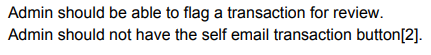 Admin should be able to flag a transaction for review.
Admin should not have the self email transaction button[2].